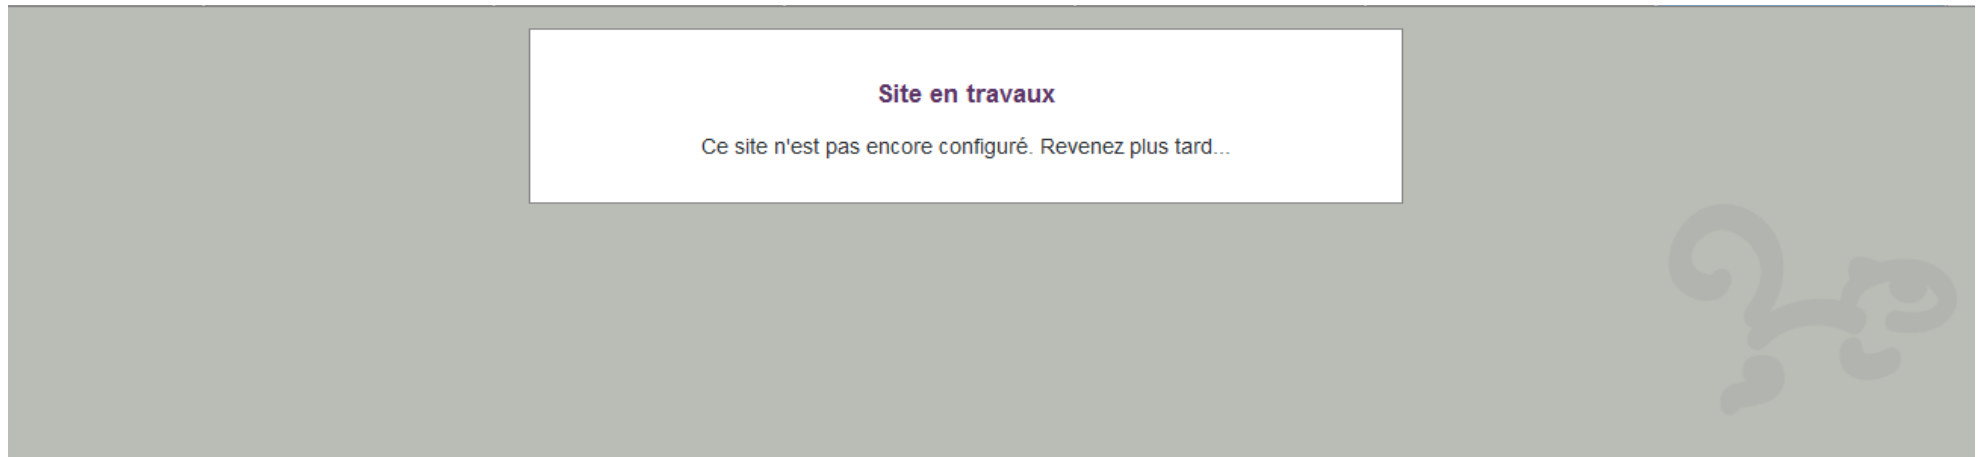 Site en travaux
Ce site n'est pas encore configuré. Revenez plus tard...